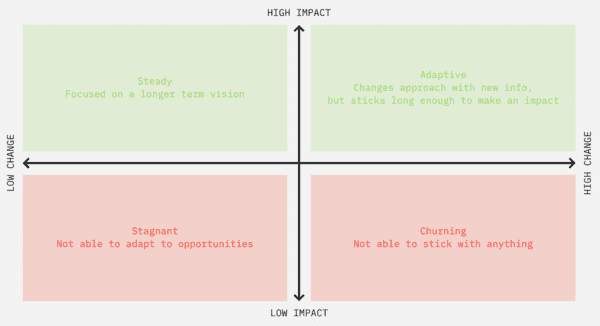 HIGH IMPACT
Steady
Focused on a longer term vision
Adaptive
Changes approach with new info,
but sticks long enough to make an impact
LOW CHANGE
HIGH CHANGE
Stagnant
Not able to adapt to opportunities
Churning
Not able to stick with anything
LOW IMPACT